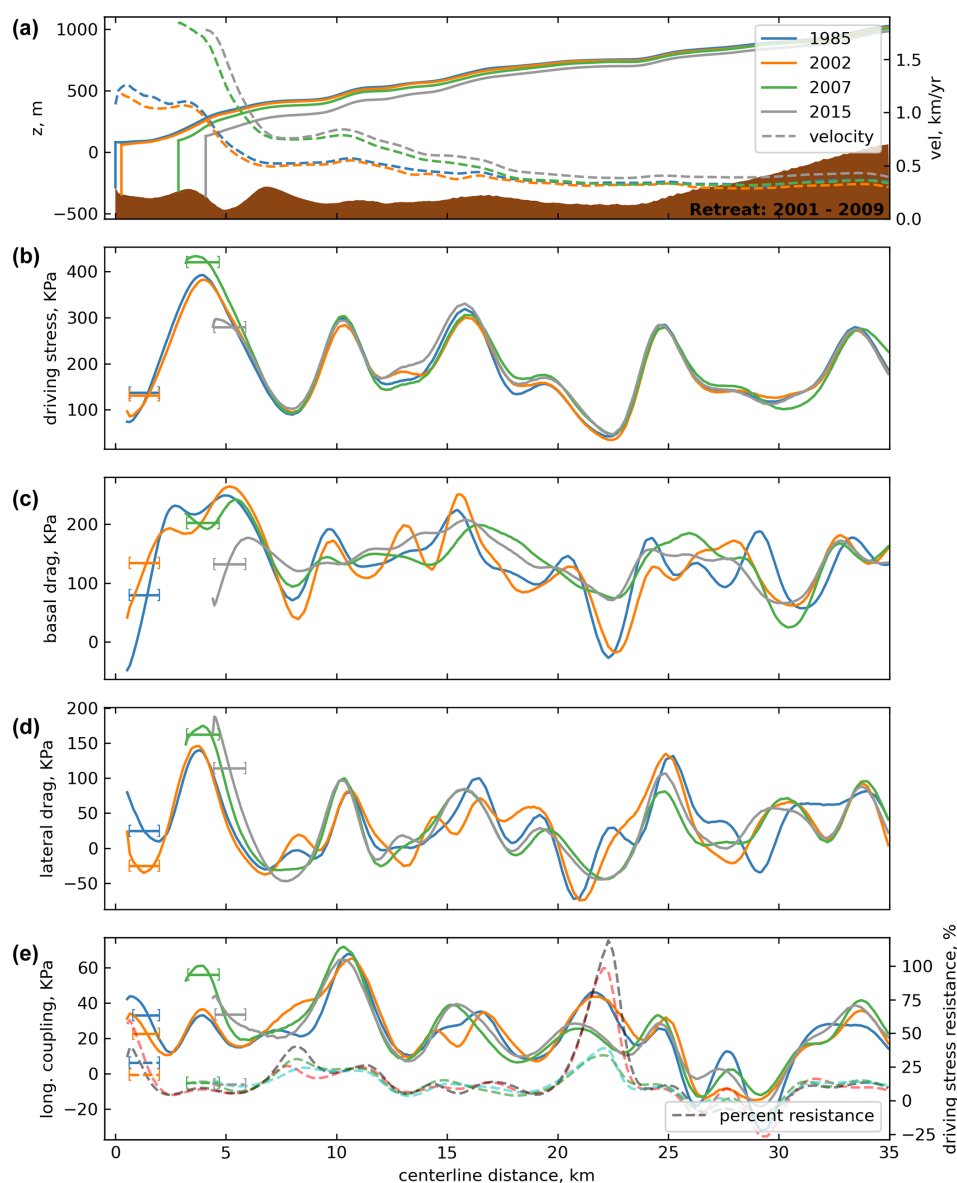 (a)
1000
500
0
−500
z, m
1985
2002
2007
2015
velocity
1.5
1.0
0.5
0.0
vel, km/yr
Retreat: 2001 - 2009
(b)
400
300
200
100
driving stress, KPa
(c)
200
100
0
basal drag, KPa
(d)
200
150
100
50
0
−50
lateral drag, KPa
(e)
60
40
20
0
−20
long. coupling, KPa
100
75
50
25
0
−25
driving stress resistance, %
percent resistance
0 5 10 15 20 25 30 35
centerline distance, km